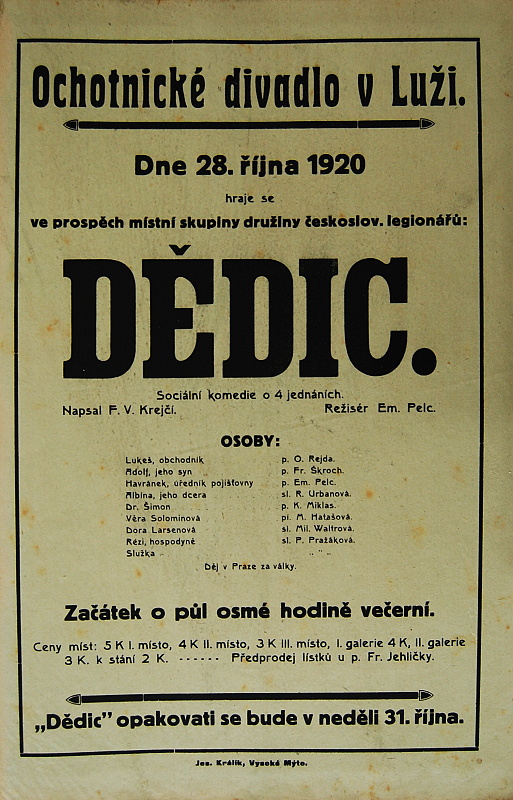 Ochotnické divadlo v Luži.
Dne 28. října 1920
hraje se
ve prospěch místní skupiny družiny českoslov. legionářů:
DĚDIC.
Sociální komedie o 4 jednáních.
Napsal F. V. Krejčí. Režisér Em. Pelc.
OSOBY:
Lukeš, obchodník p. O. Rejda.
Adolf, jeho syn p. Fr. Škroch.
Havránek, úředník pojišťovny p. Em. Pelc.
Albína, jeho dcera sl. R. Urbanová.
Dr. Šimon p. K. Miklas.
Věra Solominová pí. M. Hatašová.
Dora Larsenová sl. Mil. Waltrová.
Rézi, hospodyně sl. P. Pražáková.
Služka .. „ ” ..
Děj v Praze za války.
Začátek o půl osmé hodině večerní.
Ceny míst: 5 K I. místo, 4 K II. místo, 3 K III. místo, I. galerie 4 K, II. galerie
3 K. k stání 2 K. ------ Předprodej lístků u p. Fr. Jehličky.
„Dědic” opakovati se bude v neděli 31. října.
Jos. Králík, Vysoké Mýto.